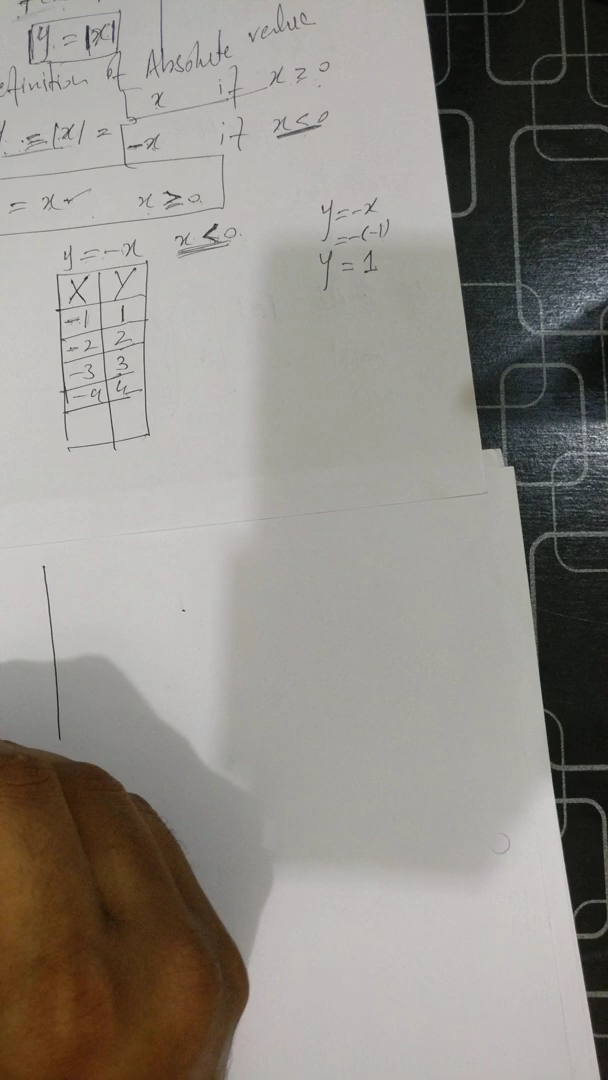 y = |x|
efinition of Absolute value
x if x ≥ 0
y = |x| =
-x if x < 0
= x x ≥ 0.
y = -x x < 0.
X Y
-1 1
-2 2
-3 3
-4 4
y = -x
= -(-1)
y = 1